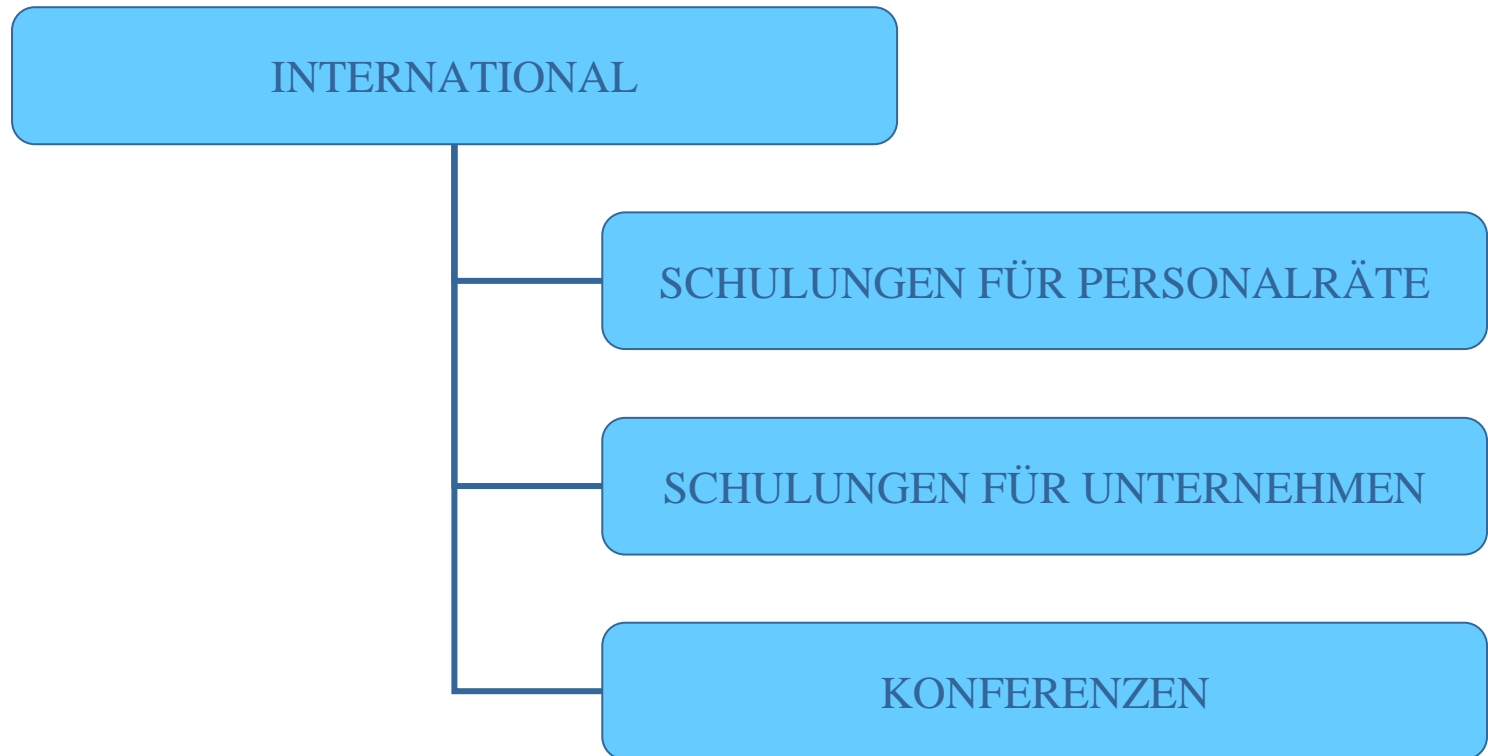 INTERNATIONAL
SCHULUNGEN FÜR PERSONALRÄTE
SCHULUNGEN FÜR UNTERNEHMEN
KONFERENZEN